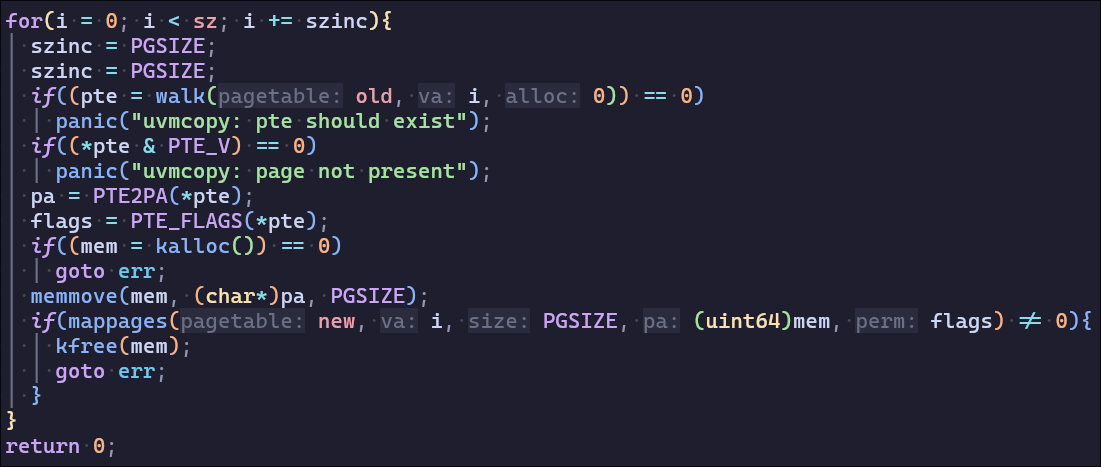 for(i = 0; i < sz; i += szinc){
szinc = PGSIZE;
szinc = PGSIZE;
if((pte = walk(pagetable: old, va: i, alloc: 0)) == 0)
panic("uvmcopy: pte should exist");
if((*pte & PTE_V) == 0)
panic("uvmcopy: page not present");
pa = PTE2PA(*pte);
flags = PTE_FLAGS(*pte);
if((mem = kalloc()) == 0)
goto err;
memmove(mem, (char*)pa, PGSIZE);
if(mappages(pagetable: new, va: i, size: PGSIZE, pa: (uint64)mem, perm: flags) != 0){
kfree(mem);
goto err;
}
}
return 0;